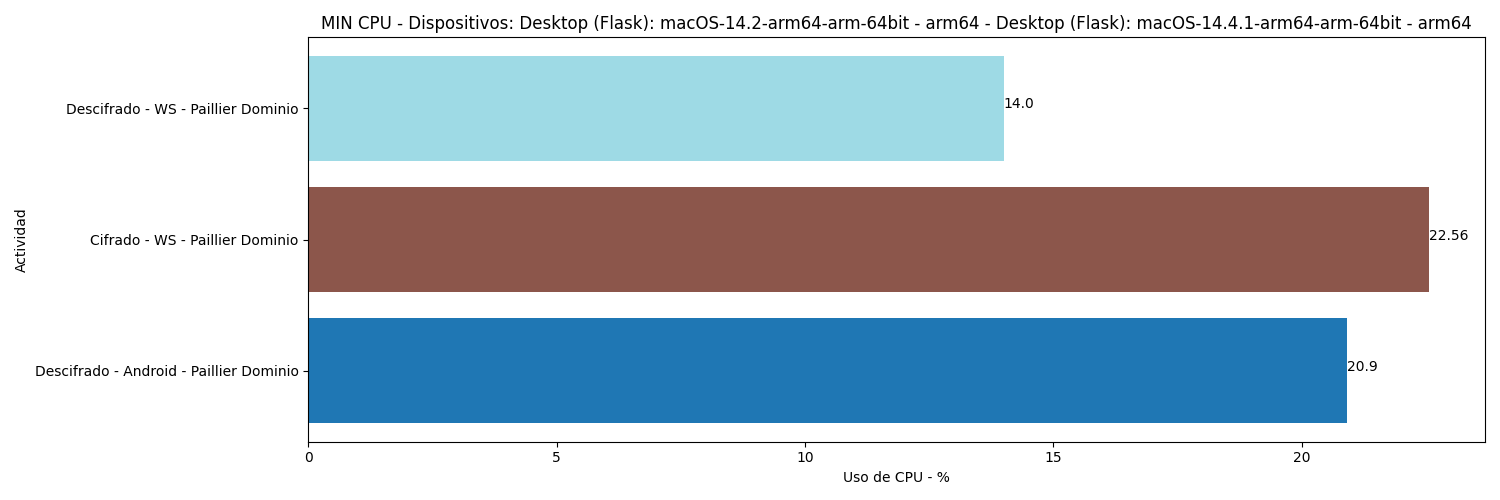 MIN CPU - Dispositivos: Desktop (Flask): macOS-14.2-arm64-arm-64bit - arm64 - Desktop (Flask): macOS-14.4.1-arm64-arm-64bit - arm64
Descifrado - WS - Paillier Dominio
14.0
Cifrado - WS - Paillier Dominio
22.56
Descifrado - Android - Paillier Dominio
20.9
Actividad
0 5 10 15 20
Uso de CPU - %